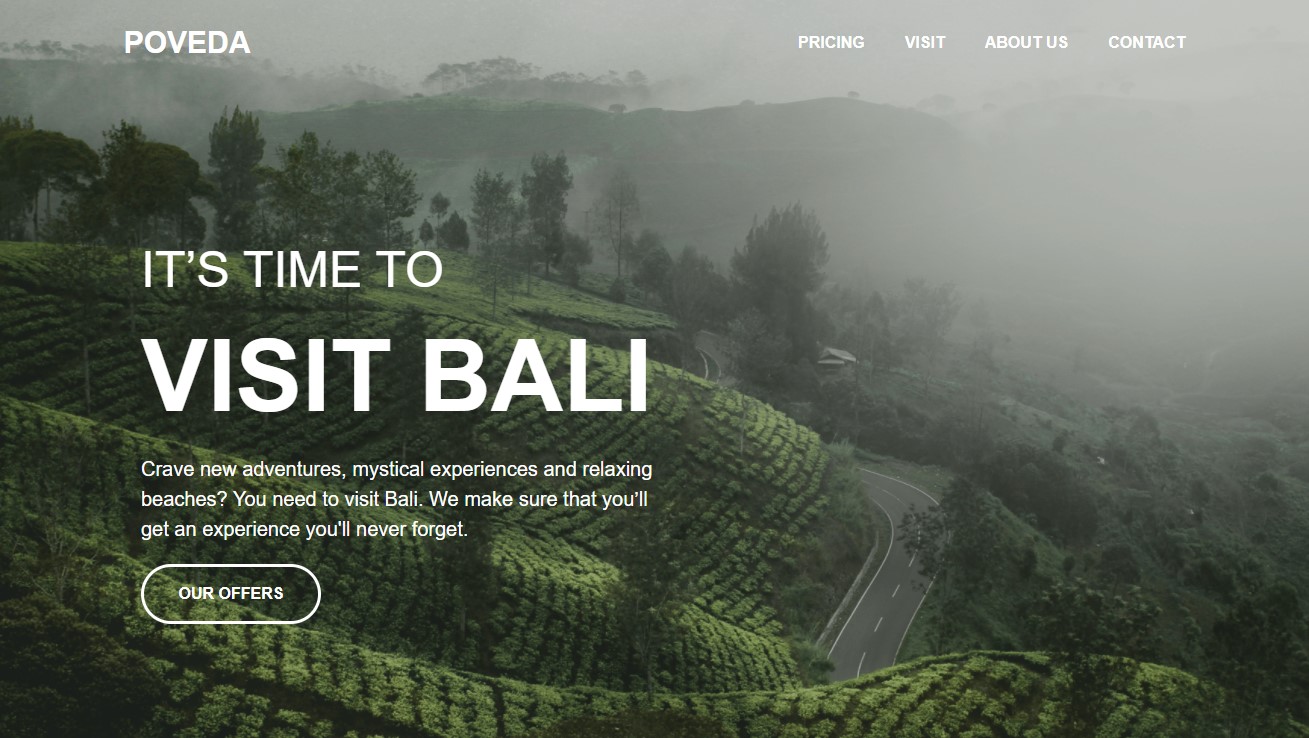 POVEDA
PRICING VISIT ABOUT US CONTACT
IT’S TIME TO
VISIT BALI
Crave new adventures, mystical experiences and relaxing
beaches? You need to visit Bali. We make sure that you’ll
get an experience you'll never forget.
OUR OFFERS